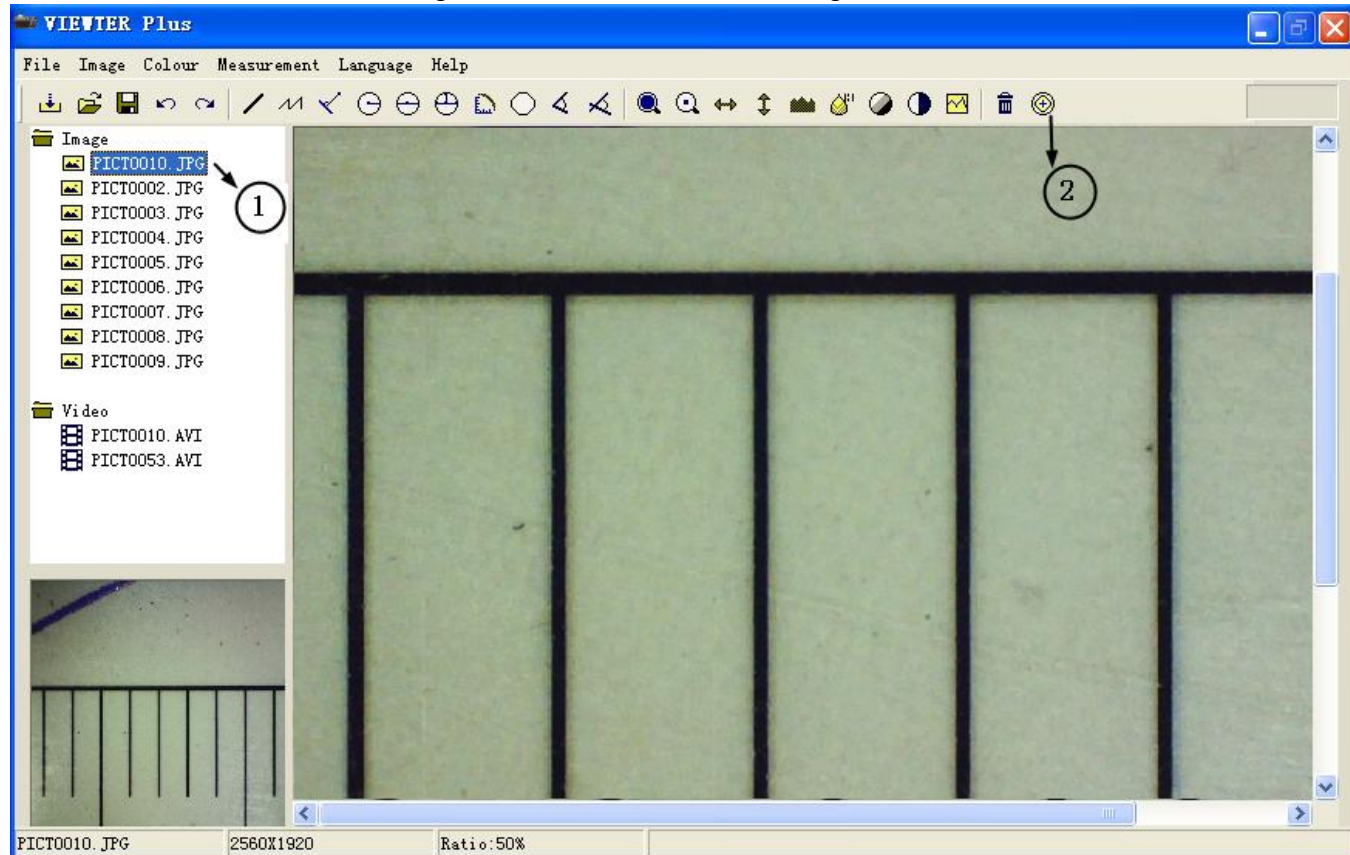 VIEWTER Plus
File Image Colour Measurement Language Help
Image
PICT0010.JPG
PICT0002.JPG
PICT0003.JPG
PICT0004.JPG
PICT0005.JPG
PICT0006.JPG
PICT0007.JPG
PICT0008.JPG
PICT0009.JPG
1
2
Video
PICT0010.AVI
PICT0053.AVI
PICT0010.JPG 2560X1920 Ratio:50%